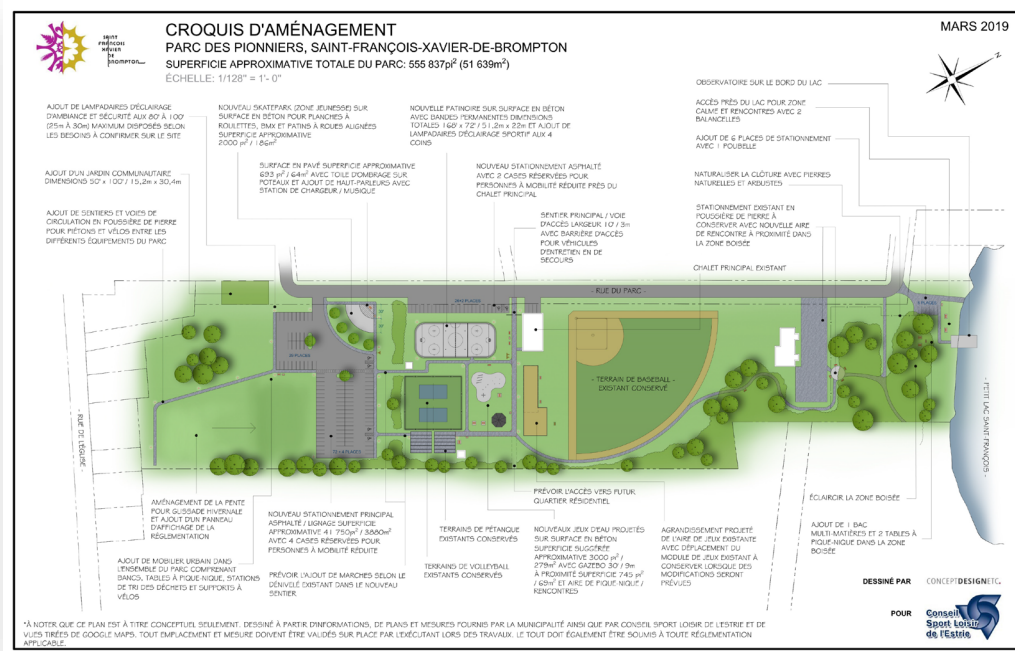 SAINT
FRANÇOIS
XAVIER
DE
BROMPTON
CROQUIS D'AMÉNAGEMENT
PARC DES PIONNIERS, SAINT-FRANÇOIS-XAVIER-DE-BROMPTON
SUPERFICIE APPROXIMATIVE TOTALE DU PARC: 555 837pi² (51 639m²)
ÉCHELLE: 1/128" = 1'- 0"
MARS 2019
Z
AJOUT DE LAMPADAIRES D'ÉCLAIRAGE
D'AMBIANCE ET SÉCURITÉ AUX 80' À 100'
(25m À 30m) MAXIMUM DISPOSÉS SELON
LES BESOINS À CONFIRMER SUR LE SITE
AJOUT D'UN JARDIN COMMUNAUTAIRE
DIMENSIONS 50' x 100' / 15,2m x 30,4m
AJOUT DE SENTIERS ET VOIES DE
CIRCULATION EN POUSSIÈRE DE PIERRE
POUR PIÉTONS ET VÉLOS ENTRE LES
DIFFÉRENTS ÉQUIPEMENTS DU PARC
NOUVEAU SKATEPARK (ZONE JEUNESSE) SUR
SURFACE EN BÉTON POUR PLANCHES À
ROULETTES, BMX ET PATINS À ROUES ALIGNÉES
SUPERFICIE APPROXIMATIVE
2000 pi² / 186m²
SURFACE EN PAVÉ SUPERFICIE APPROXIMATIVE
693 pi² / 64m² AVEC TOILE D'OMBRAGE SUR
POTEAUX ET AJOUT DE HAUT-PARLEURS AVEC
STATION DE CHARGEUR / MUSIQUE
NOUVELLE PATINOIRE SUR SURFACE EN BÉTON
AVEC BANDES PERMANENTES DIMENSIONS
TOTALES 168' x 72' / 51,2m x 22m ET AJOUT DE
LAMPADAIRES D'ÉCLAIRAGE SPORTIF AUX 4
COINS
NOUVEAU STATIONNEMENT ASPHALTÉ
AVEC 2 CASES RÉSERVÉES POUR
PERSONNES À MOBILITÉ RÉDUITE PRÈS DU
CHALET PRINCIPAL
SENTIER PRINCIPAL / VOIE
D'ACCÈS LARGEUR 10' / 3m
AVEC BARRIÈRE D'ACCÈS
POUR VÉHICULES
D'ENTRETIEN ET DE
SECOURS
OBSERVATOIRE SUR LE BORD DU LAC
ACCÈS PRÈS DU LAC POUR ZONE
CALME ET RENCONTRES AVEC 2
BALANCELLES
AJOUT DE 6 PLACES DE STATIONNEMENT
AVEC 1 POUBELLE
NATURALISER LA CLÔTURE AVEC PIERRES
NATURELLES ET ARBUSTES
STATIONNEMENT EXISTANT EN
POUSSIÈRE DE PIERRE À
CONSERVER AVEC NOUVELLE AIRE
DE RENCONTRE À PROXIMITÉ DANS
LA ZONE BOISÉE
CHALET PRINCIPAL EXISTANT
- RUE DU PARC -
6 PLACES
- TERRAIN DE BASEBALL -
EXISTANT CONSERVÉ
- RUE DE L'ÉGLISE -
- PETIT LAC SAINT-FRANÇOIS -
AMÉNAGEMENT DE LA PENTE
POUR GLISSADE HIVERNALE
ET AJOUT D'UN PANNEAU
D'AFFICHAGE DE LA
RÉGLEMENTATION
AJOUT DE MOBILIER URBAIN DANS
L'ENSEMBLE DU PARC COMPRENANT
BANCS, TABLES À PIQUE-NIQUE, STATIONS
DE TRI DES DÉCHETS ET SUPPORTS À
VÉLOS
NOUVEAU STATIONNEMENT PRINCIPAL
ASPHALTÉ / LIGNAGE SUPERFICIE
APPROXIMATIVE 41 750pi² / 3880m²
AVEC 4 CASES RÉSERVÉES POUR
PERSONNES À MOBILITÉ RÉDUITE
PRÉVOIR L'AJOUT DE MARCHES SELON LE
DÉNIVELÉ EXISTANT DANS LE NOUVEAU
SENTIER
TERRAINS DE PÉTANQUE
EXISTANTS CONSERVÉS
TERRAINS DE VOLLEYBALL
EXISTANTS CONSERVÉS
PRÉVOIR L'ACCÈS VERS FUTUR
QUARTIER RÉSIDENTIEL
NOUVEAUX JEUX D'EAU PROJETÉS
SUR SURFACE EN BÉTON
SUPERFICIE SUGGÉRÉE
APPROXIMATIVE 3000 pi² /
279m² AVEC GAZEBO 30' / 9m
À PROXIMITÉ SUPERFICIE 745 pi²
/ 69m² ET AIRE DE PIQUE-NIQUE /
RENCONTRES
AGRANDISSEMENT PROJETÉ
DE L'AIRE DE JEUX EXISTANTE
AVEC DÉPLACEMENT DU
MODULE DE JEUX EXISTANT À
CONSERVER LORSQUE DES
MODIFICATIONS SERONT
PRÉVUES
ÉCLAIRCIR LA ZONE BOISÉE
AJOUT DE 1 BAC
MULTI-MATIÈRES ET 2 TABLES À
PIQUE-NIQUE DANS LA ZONE
BOISÉE
DESSINÉ PAR CONCEPTDESIGNETC.
POUR
Conseil
Sport Loisir
de l'Estrie
*À NOTER QUE CE PLAN EST À TITRE CONCEPTUEL SEULEMENT. DESSINÉ À PARTIR D'INFORMATIONS, DE PLANS ET MESURES FOURNIS PAR LA MUNICIPALITÉ AINSI QUE PAR CONSEIL SPORT LOISIR DE L'ESTRIE ET DE
VUES TIRÉES DE GOOGLE MAPS. TOUT EMPLACEMENT ET MESURE DOIVENT ÊTRE VALIDÉS SUR PLACE PAR L'EXÉCUTANT LORS DES TRAVAUX. LE TOUT DOIT ÉGALEMENT ÊTRE SOUMIS À TOUTE RÉGLEMENTATION
APPLICABLE.